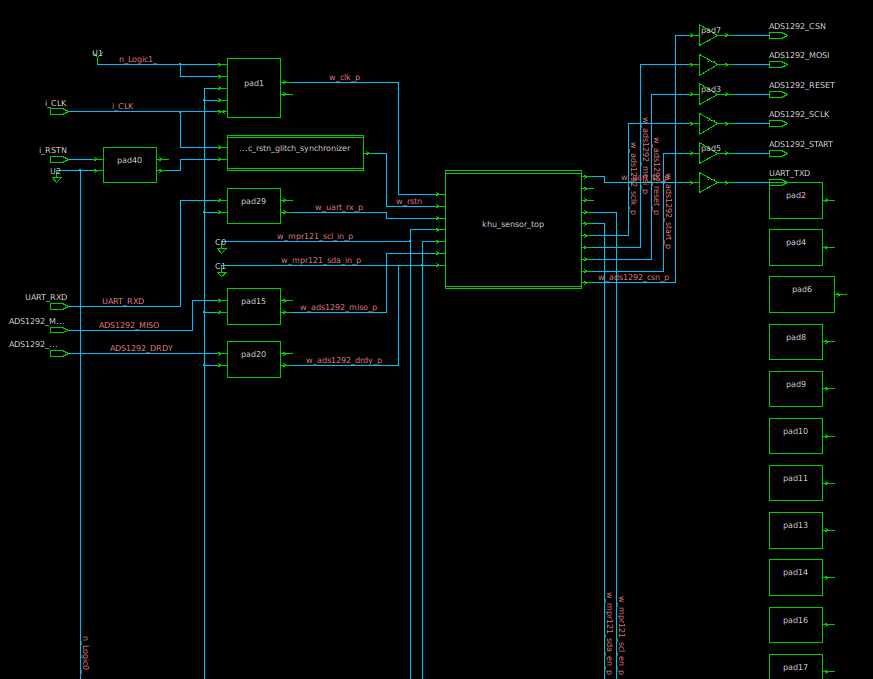 U1
n_Logic1_
i_CLK
i_CLK
i_RSTN
U2
pad40
pad1
w_clk_p
...c_rstn_glitch_synchronizer
w_rstn
pad29
w_uart_rx_p
C0
w_mpr121_scl_in_p
C1
w_mpr121_sda_in_p
UART_RXD
UART_RXD
ADS1292_M...
ADS1292_MISO
ADS1292_...
ADS1292_DRDY
pad15
w_ads1292_miso_p
pad20
w_ads1292_drdy_p
khu_sensor_top
w_ads1292_sclk_p
w_ads1292_reset_p
w_ads1292_start_p
w_ads1292_csn_p
w_mpr121_sda_en_p
w_mpr121_scl_en_p
n_Logic0_
pad7
ADS1292_CSN
ADS1292_MOSI
pad3
ADS1292_RESET
ADS1292_SCLK
pad5
ADS1292_START
UART_TXD
pad2
pad4
pad6
pad8
pad9
pad10
pad11
pad13
pad14
pad16
pad17